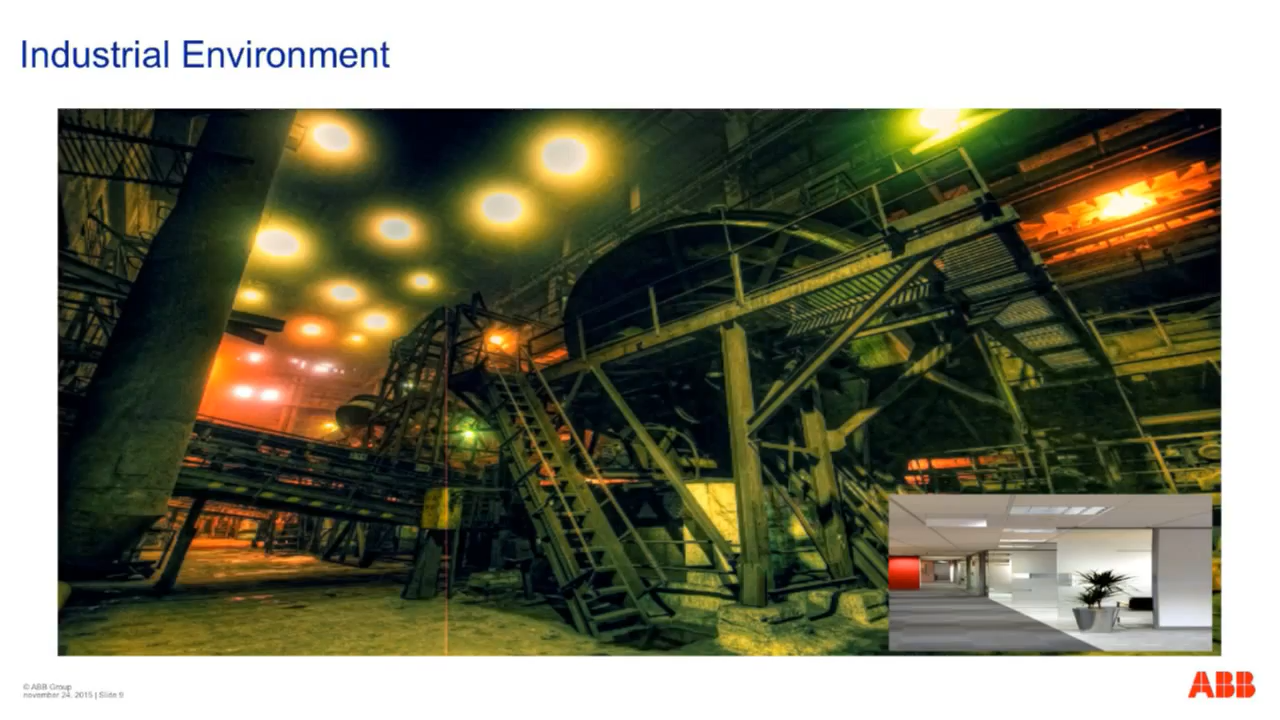 Industrial Environment
© ABB Group
november 24, 2015 | Slide 9
ABB